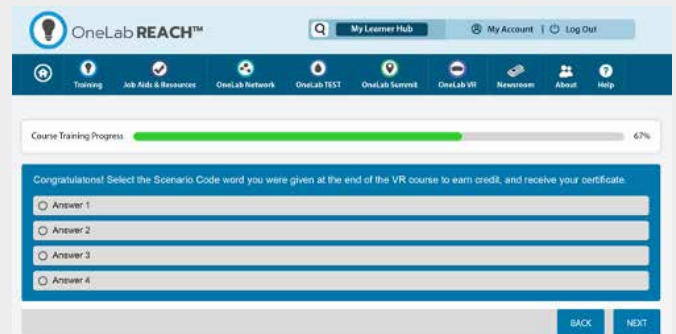 OneLab REACH™
My Learner Hub
My Account | Log Out
Training
Job Aids & Resources
OneLab Network
OneLab TEST
OneLab Summit
OneLab VR
Newsroom
About
Help
Course Training Progress 67%
Congratulatons! Select the Scenario Code word you were given at the end of the VR course to earn credit, and receive your certificate.
Answer 1
Answer 2
Answer 3
Answer 4
BACK
NEXT